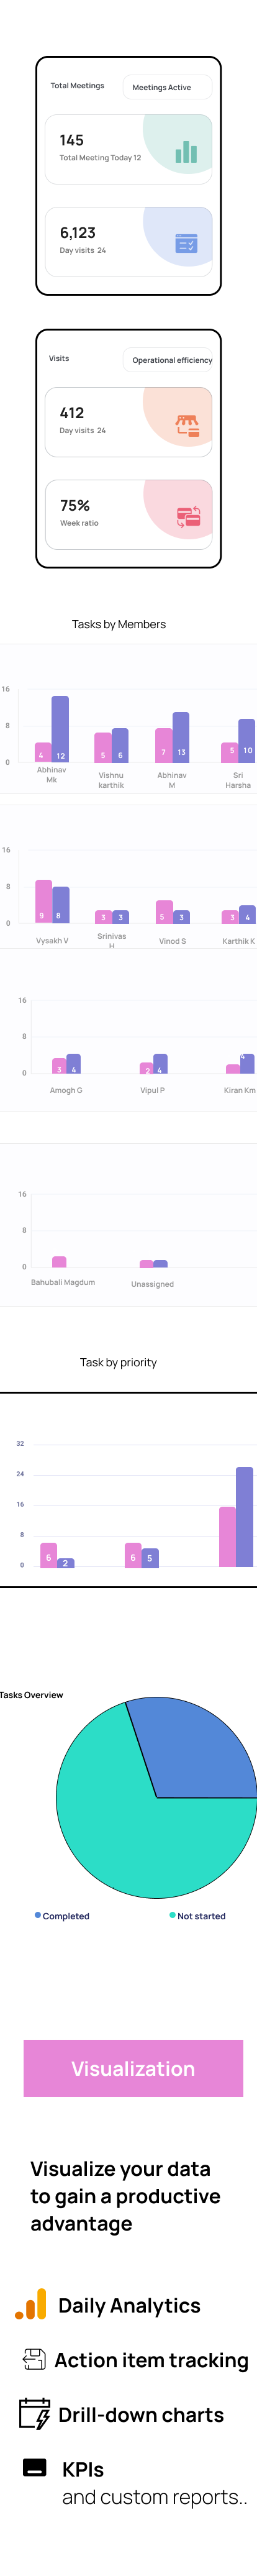 Total Meetings
Meetings Active
145
Total Meeting Today 12
6,123
Day visits 24
Visits
Operational efficiency
412
Day visits 24
75%
Week ratio
Tasks by Members
16
8
0
4 12 5 6 7 13 5 10
Abhinav Mk
Vishnu karthik
Abhinav M
Sri Harsha
16
8
0
9 8 3 3 5 3 3 4
Vysakh V
Srinivas H
Vinod S
Karthik K
16
8
0
3 4 2 4 4
Amogh G
Vipul P
Kiran Km
16
8
0
Bahubali Magdum
Unassigned
Task by priority
32
24
16
8
0
6 2 6 5
Tasks Overview
Completed
Not started
Visualization
Visualize your data
to gain a productive
advantage
Daily Analytics
Action item tracking
Drill-down charts
KPIs
and custom reports..